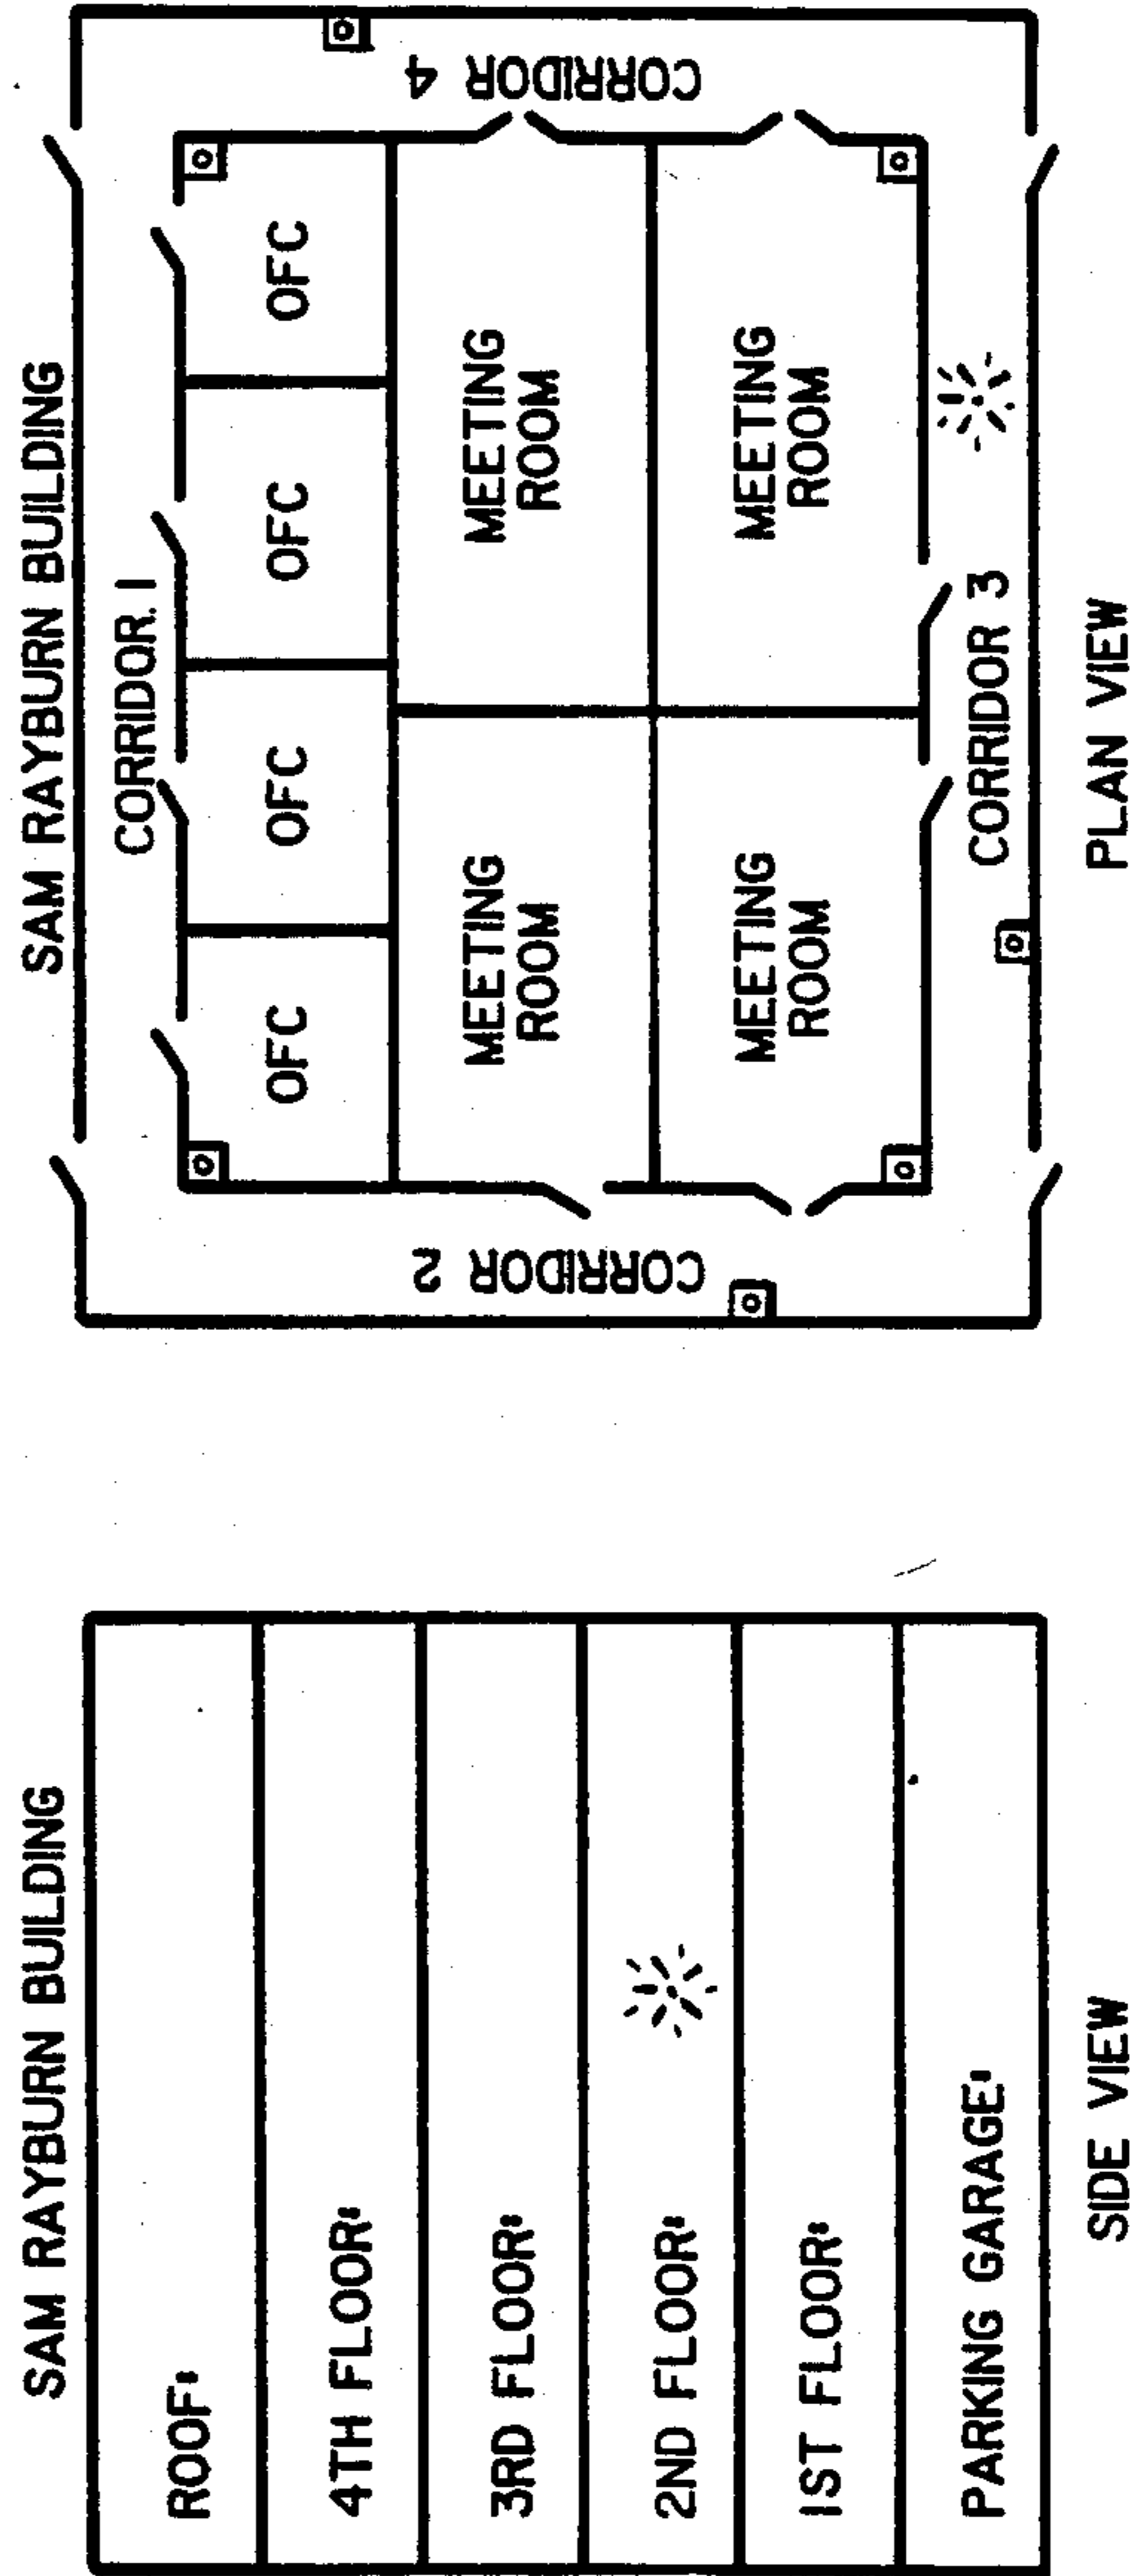 SAM RAYBURN BUILDING
ROOF:
4TH FLOOR:
3RD FLOOR:
2ND FLOOR:
1ST FLOOR:
PARKING GARAGE:
SIDE VIEW
SAM RAYBURN BUILDING
CORRIDOR 1
OFC
OFC
OFC
OFC
CORRIDOR 2
MEETING
ROOM
MEETING
ROOM
MEETING
ROOM
MEETING
ROOM
CORRIDOR 4
CORRIDOR 3
PLAN VIEW